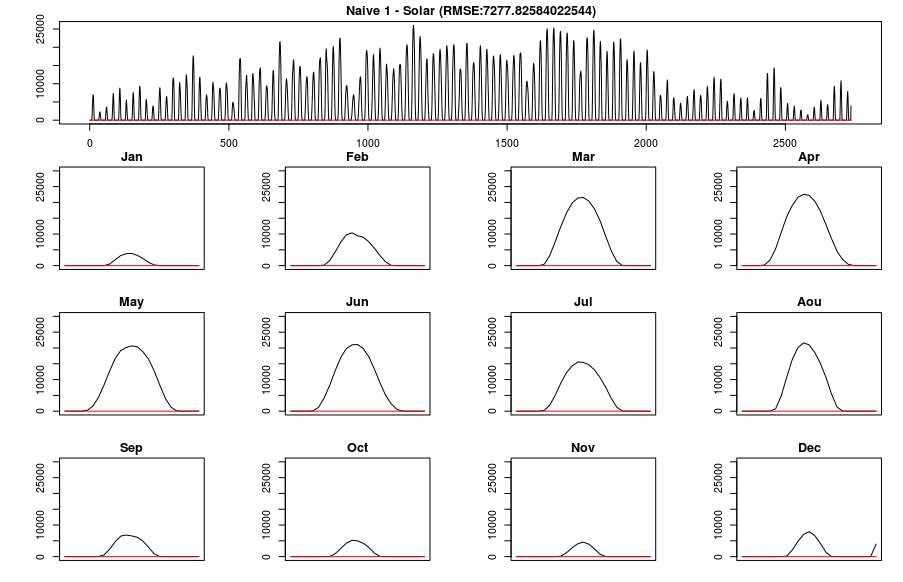 Naive 1 - Solar (RMSE:7277.82584022544)
0 10000 25000
0 500 1000 1500 2000 2500
Jan Feb Mar Apr
0 10000 25000 0 10000 25000 0 10000 25000 0 10000 25000
May Jun Jul Aou
0 10000 25000 0 10000 25000 0 10000 25000 0 10000 25000
Sep Oct Nov Dec
0 10000 25000 0 10000 25000 0 10000 25000 0 10000 25000